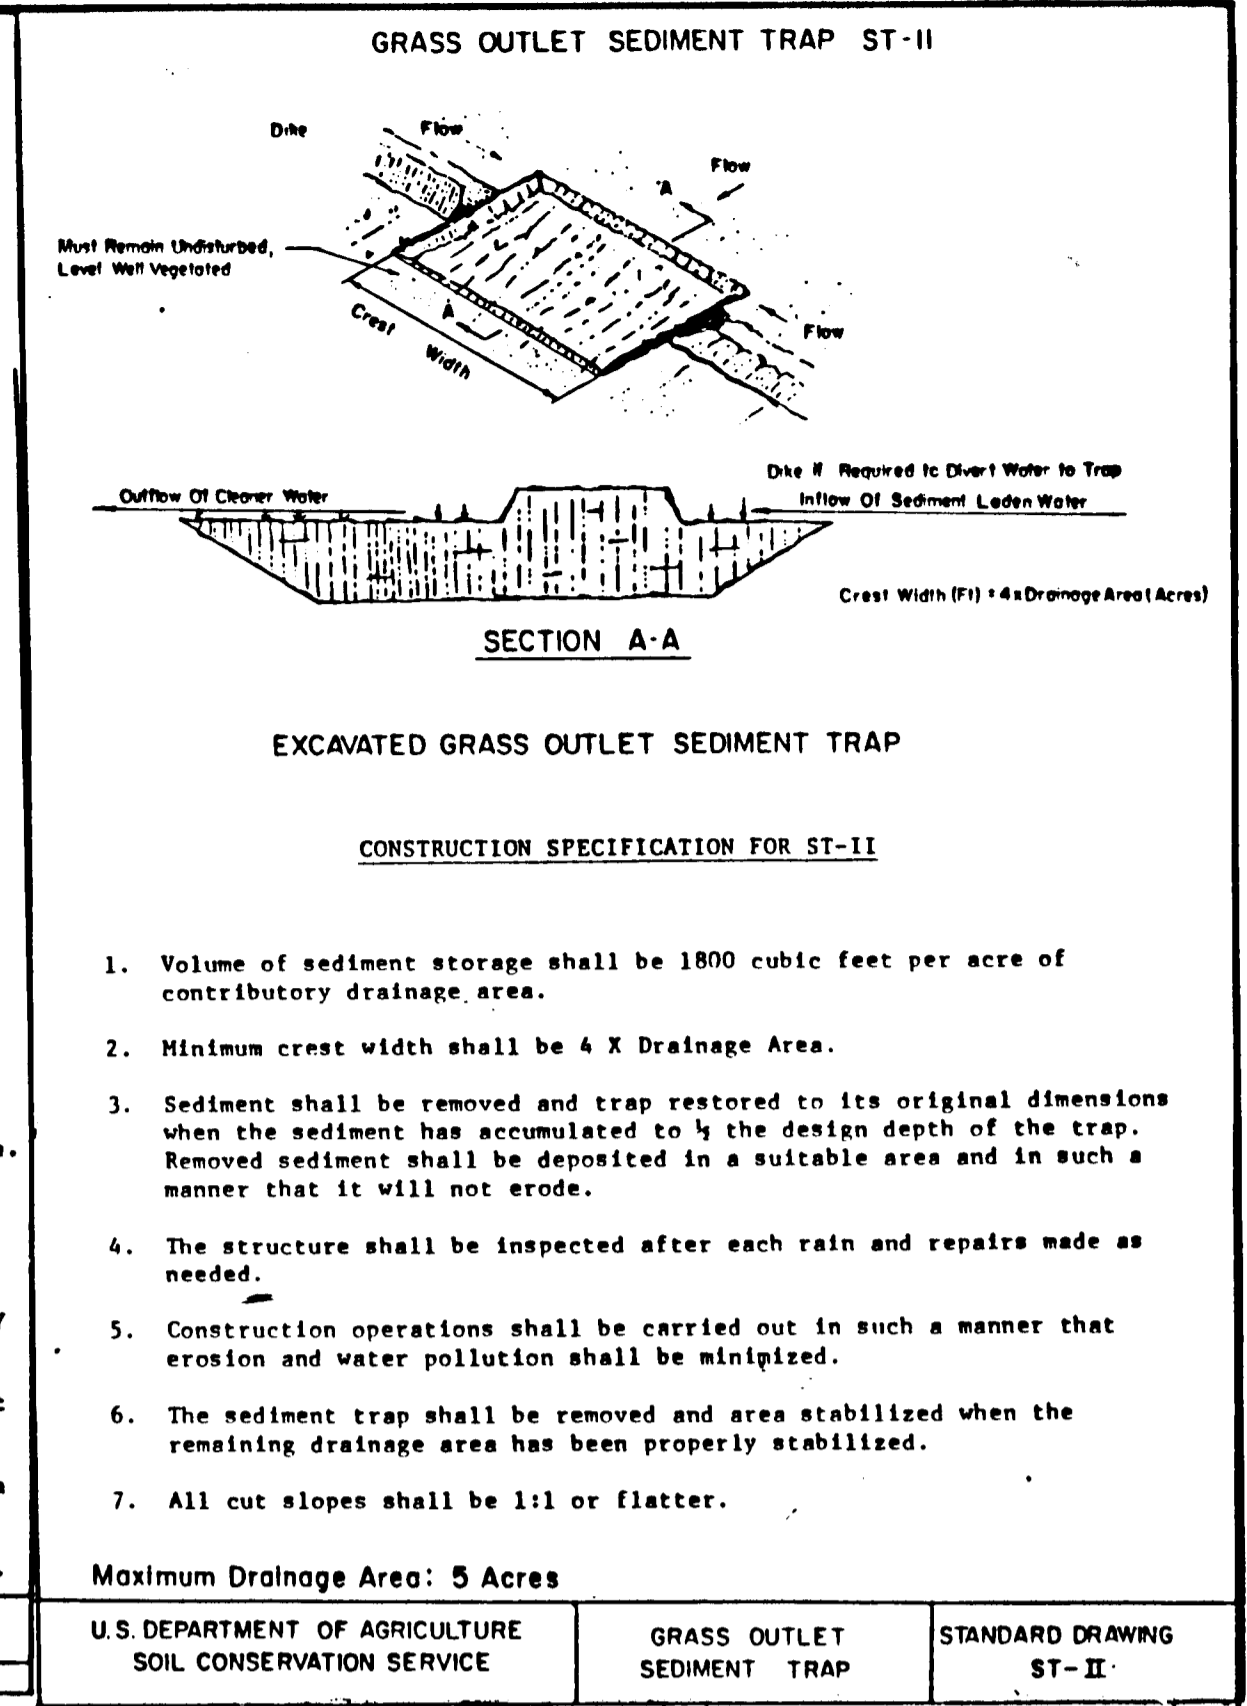 GRASS OUTLET SEDIMENT TRAP ST-II
Dike
Flow
Flow
A
Must Remain Undisturbed,
Level Well Vegetated
A
Crest
Width
Flow
Dike If Required to Divert Water to Trap
Outflow Of Cleaner Water
Inflow Of Sediment Laden Water
Crest Width (Ft) = 4 x Drainage Area (Acres)
SECTION A-A
EXCAVATED GRASS OUTLET SEDIMENT TRAP
CONSTRUCTION SPECIFICATION FOR ST-II
1. Volume of sediment storage shall be 1800 cubic feet per acre of
contributory drainage area.
2. Minimum crest width shall be 4 X Drainage Area.
3. Sediment shall be removed and trap restored to its original dimensions
when the sediment has accumulated to the design depth of the trap.
Removed sediment shall be deposited in a suitable area and in such a
manner that it will not erode.
4. The structure shall be inspected after each rain and repairs made as
needed.
5. Construction operations shall be carried out in such a manner that
erosion and water pollution shall be minimized.
6. The sediment trap shall be removed and area stabilized when the
remaining drainage area has been properly stabilized.
7. All cut slopes shall be 1:1 or flatter.
Maximum Drainage Area: 5 Acres
U.S. DEPARTMENT OF AGRICULTURE
SOIL CONSERVATION SERVICE
GRASS OUTLET
SEDIMENT TRAP
STANDARD DRAWING
ST-II